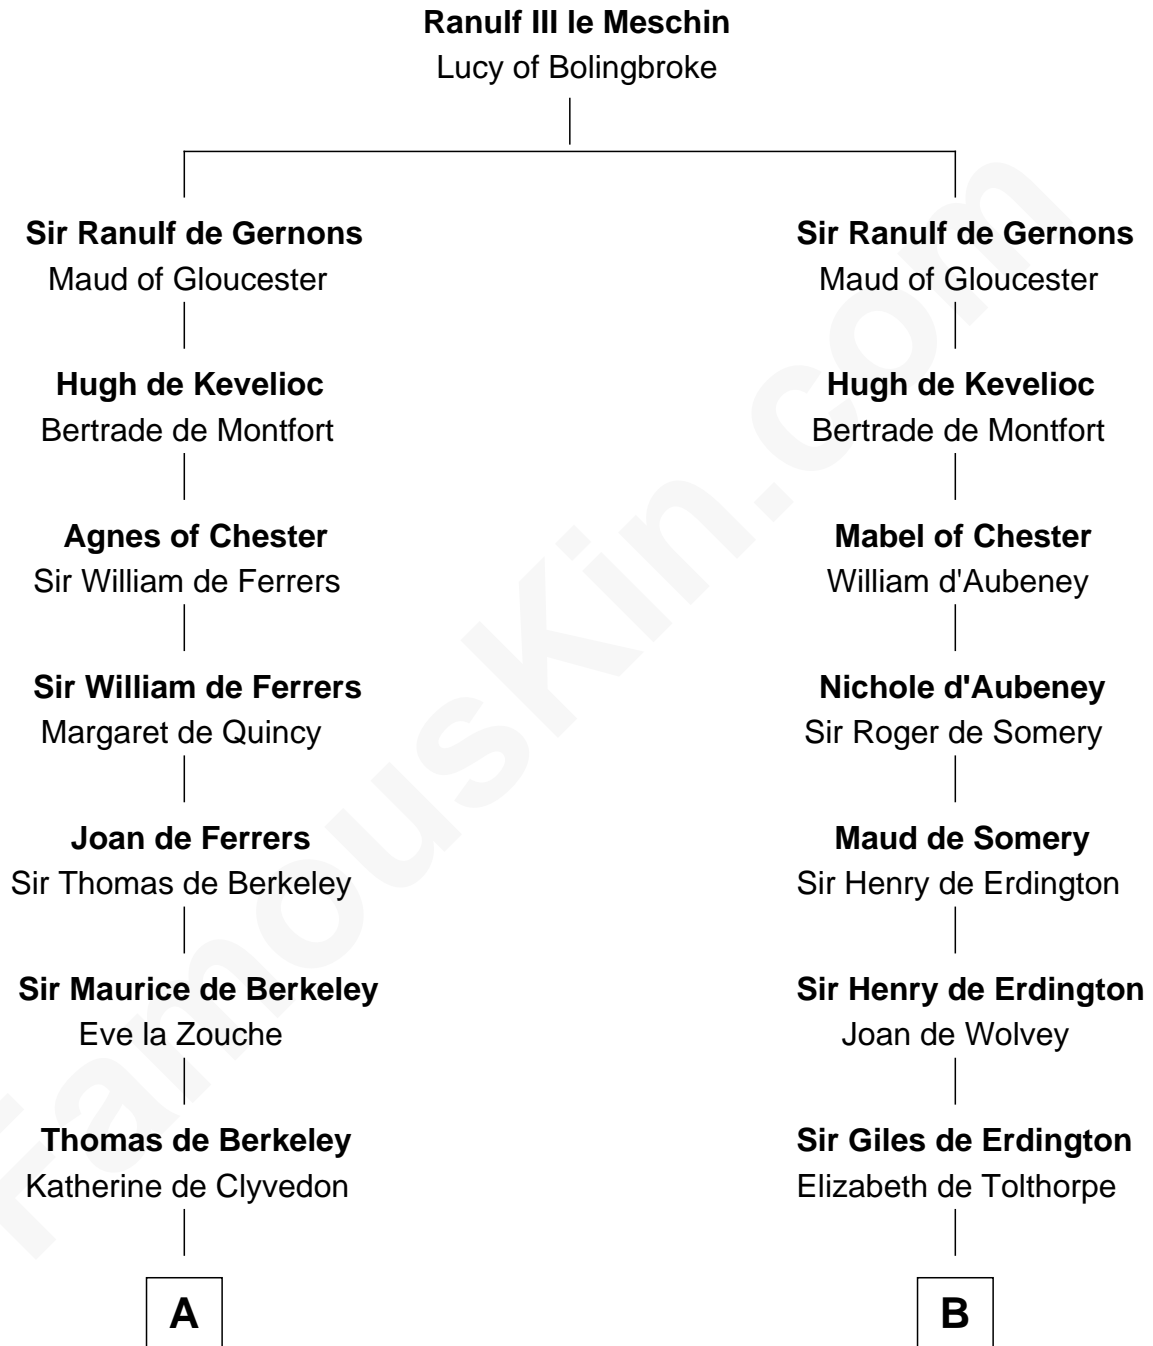 Ranulf III le Meschin
Lucy of Bolingbroke
Sir Ranulf de Gernons
Maud of Gloucester
Hugh de Kevelioc
Bertrade de Montfort
Agnes of Chester
Sir William de Ferrers
Sir William de Ferrers
Margaret de Quincy
Joan de Ferrers
Sir Thomas de Berkeley
Sir Maurice de Berkeley
Eve la Zouche
Thomas de Berkeley
Katherine de Clyvedon
A
Sir Ranulf de Gernons
Maud of Gloucester
Hugh de Kevelioc
Bertrade de Montfort
Mabel of Chester
William d'Aubeney
Nichole d'Aubeney
Sir Roger de Somery
Maud de Somery
Sir Henry de Erdington
Sir Henry de Erdington
Joan de Wolvey
Sir Giles de Erdington
Elizabeth de Tolthorpe
B
FamousKin.com